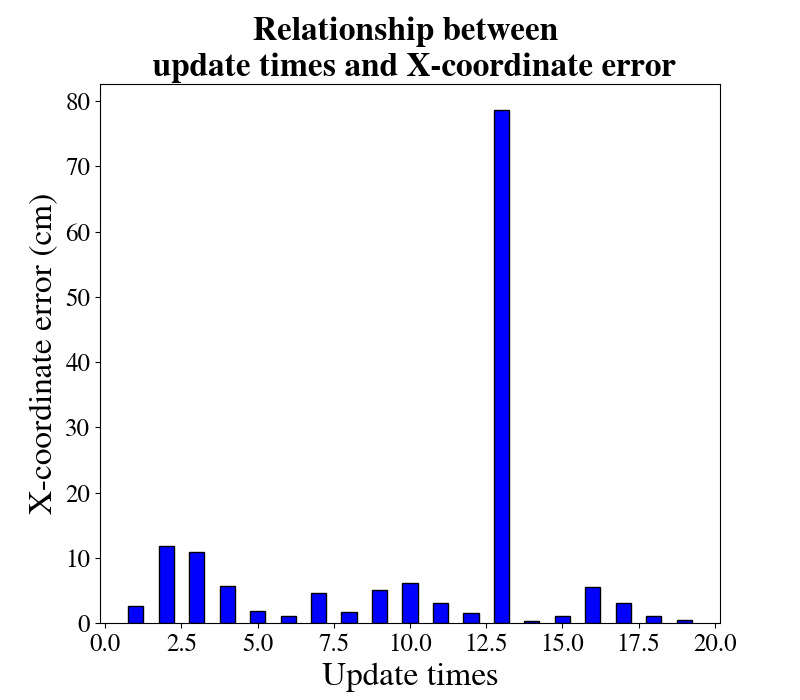 Relationship between
update times and X-coordinate error
80
70
60
50
40
30
20
10
0
X-coordinate error (cm)
0.0 2.5 5.0 7.5 10.0 12.5 15.0 17.5 20.0
Update times